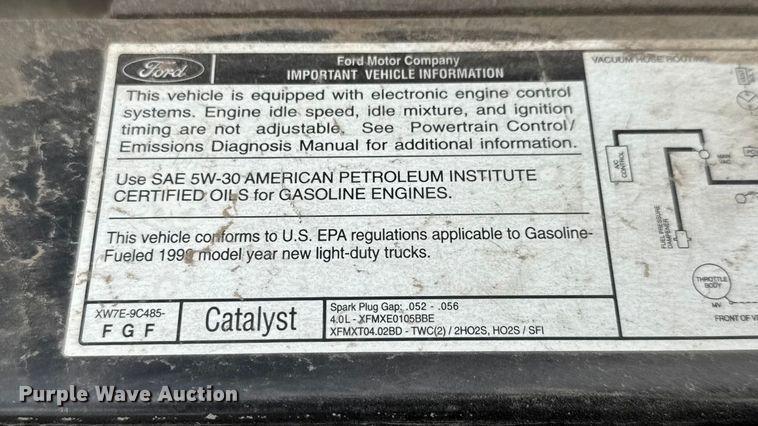 Ford
Ford Motor Company
IMPORTANT VEHICLE INFORMATION
This vehicle is equipped with electronic engine control
systems. Engine idle speed, idle mixture, and ignition
timing are not adjustable. See Powertrain Control/
Emissions Diagnosis Manual for additional information.
Use SAE 5W-30 AMERICAN PETROLEUM INSTITUTE
CERTIFIED OILS for GASOLINE ENGINES.
This vehicle conforms to U.S. EPA regulations applicable to Gasoline-
Fueled 1999 model year new light-duty trucks.
XW7E-9C485-
F G F
Catalyst
Spark Plug Gap: .052 - .056
4.0L - XFMXE0105BBE
XFMXT04.02BD - TWC(2) / 2HO2S, HO2S / SFI
VACUUM HOSE ROUTING
A/C
CONTROL
FUEL PRESSURE
DAMPENER
THROTTLE
BODY
MV
FRONT OF
Purple Wave Auction